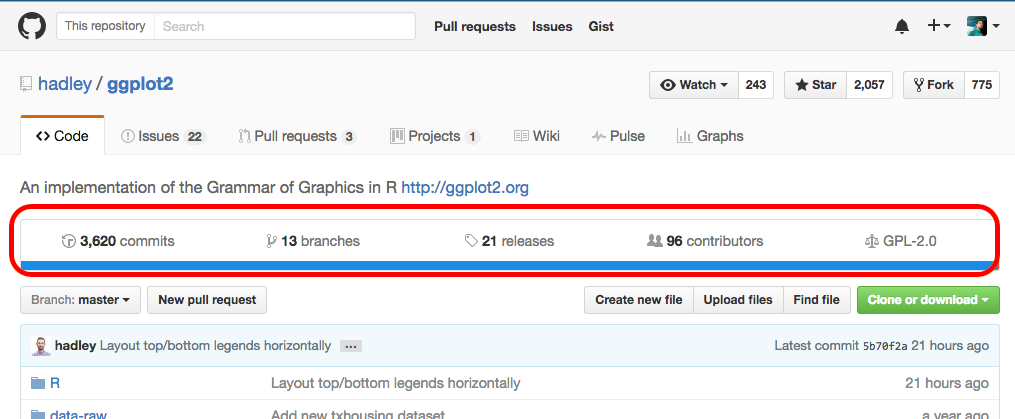 This repository Search Pull requests Issues Gist
hadley / ggplot2 Watch 243 Star 2,057 Fork 775
<> Code Issues 22 Pull requests 3 Projects 1 Wiki Pulse Graphs
An implementation of the Grammar of Graphics in R http://ggplot2.org
3,620 commits 13 branches 21 releases 96 contributors GPL-2.0
Branch: master New pull request Create new file Upload files Find file Clone or download
hadley Layout top/bottom legends horizontally ... Latest commit 5b70f2a 21 hours ago
R Layout top/bottom legends horizontally 21 hours ago
data-raw Add new txhousing dataset a year ago